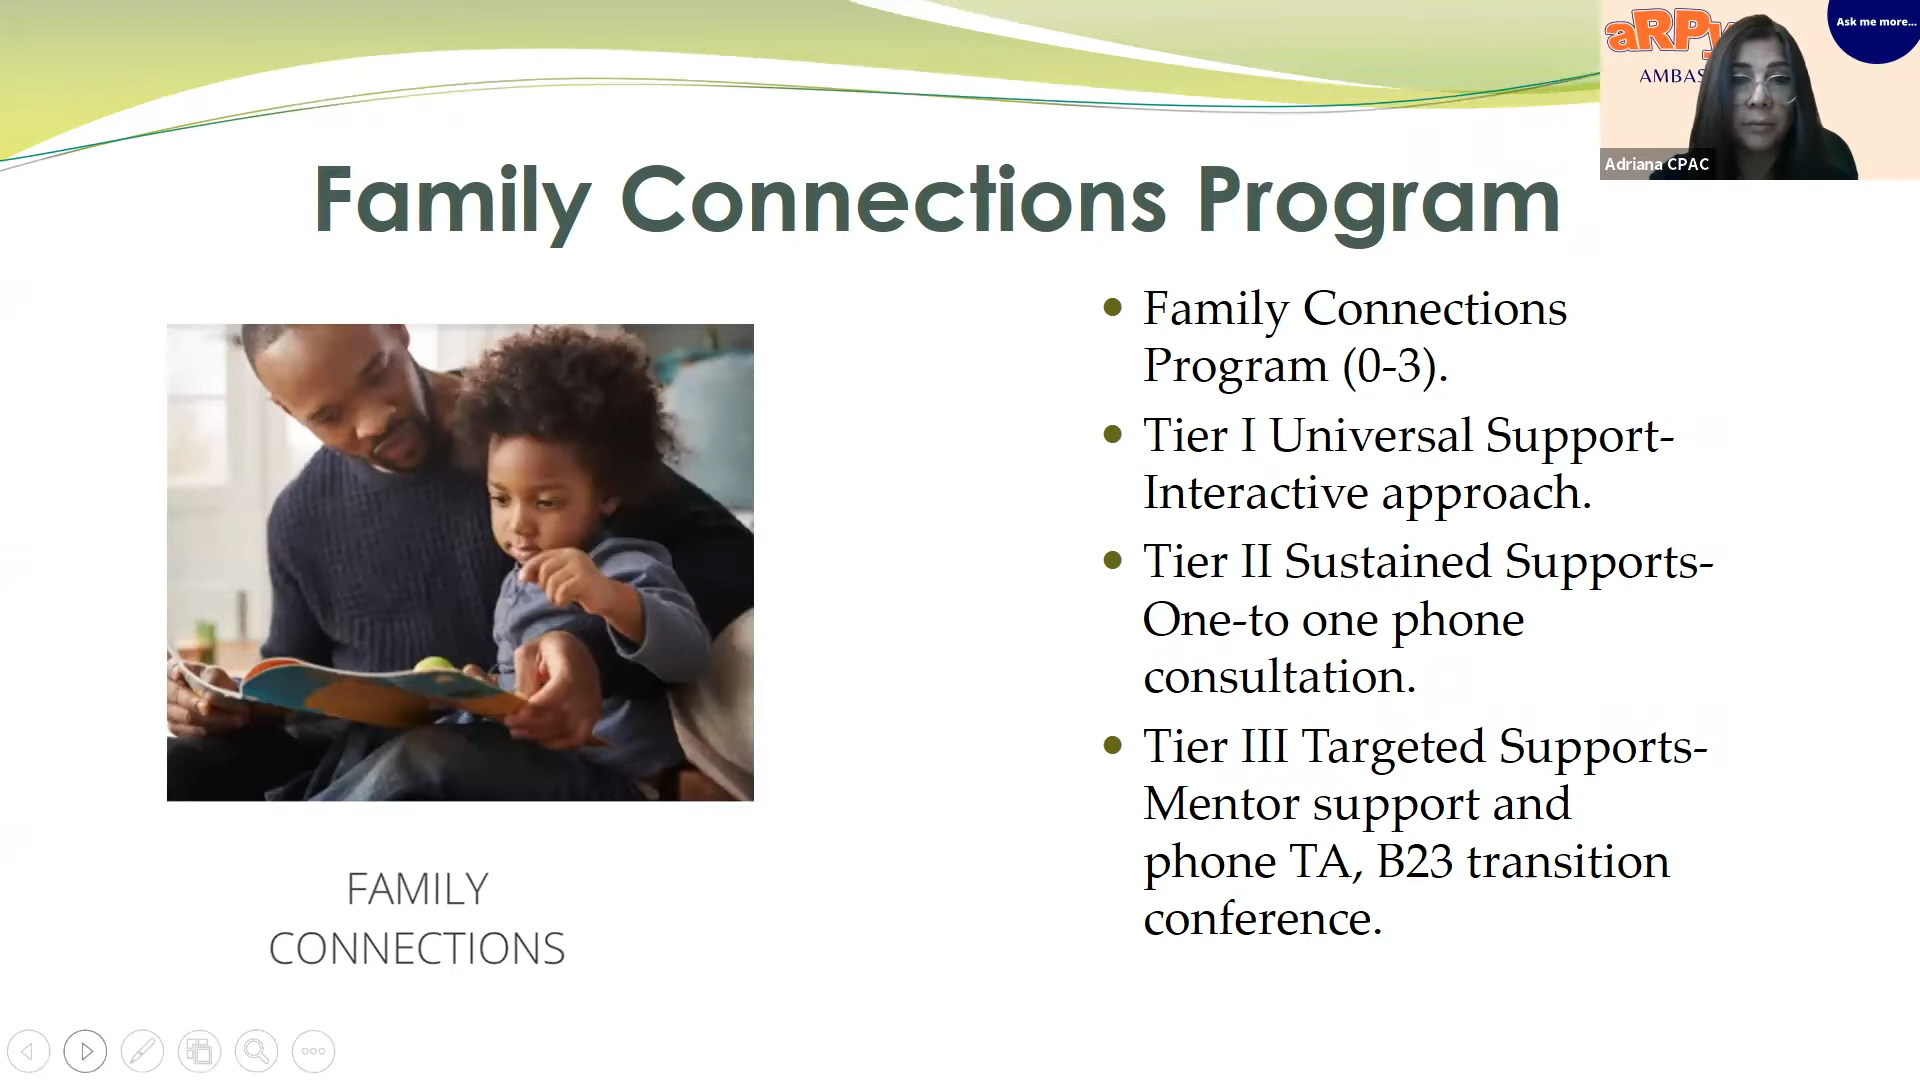 Family Connections Program
Family Connections
Program (0-3).
Tier I Universal Support-
Interactive approach.
Tier II Sustained Supports-
One-to one phone
consultation.
Tier III Targeted Supports-
Mentor support and
phone TA, B23 transition
conference.
FAMILY
CONNECTIONS
aRPy
AMBAS
Ask me more...
Adriana CPAC